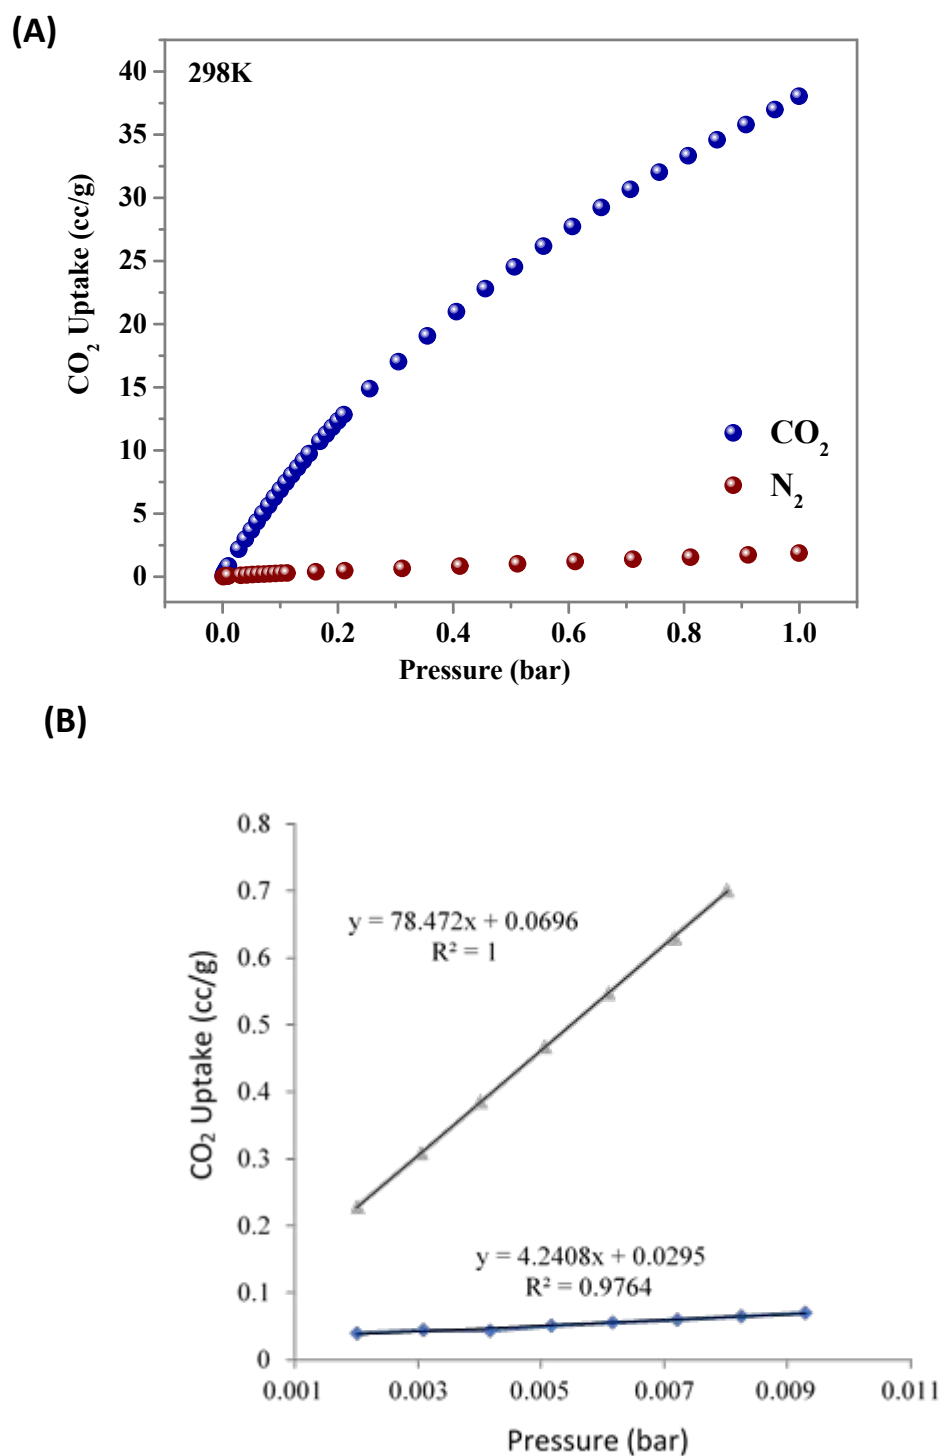 (A)
298K
CO₂ Uptake (cc/g)
40
35
30
25
20
15
10
5
0
CO₂
N₂
0.0 0.2 0.4 0.6 0.8 1.0
Pressure (bar)
(B)
CO₂ Uptake (cc/g)
0.8
0.7
0.6
0.5
0.4
0.3
0.2
0.1
0
y = 78.472x + 0.0696
R² = 1
y = 4.2408x + 0.0295
R² = 0.9764
0.001 0.003 0.005 0.007 0.009 0.011
Pressure (bar)